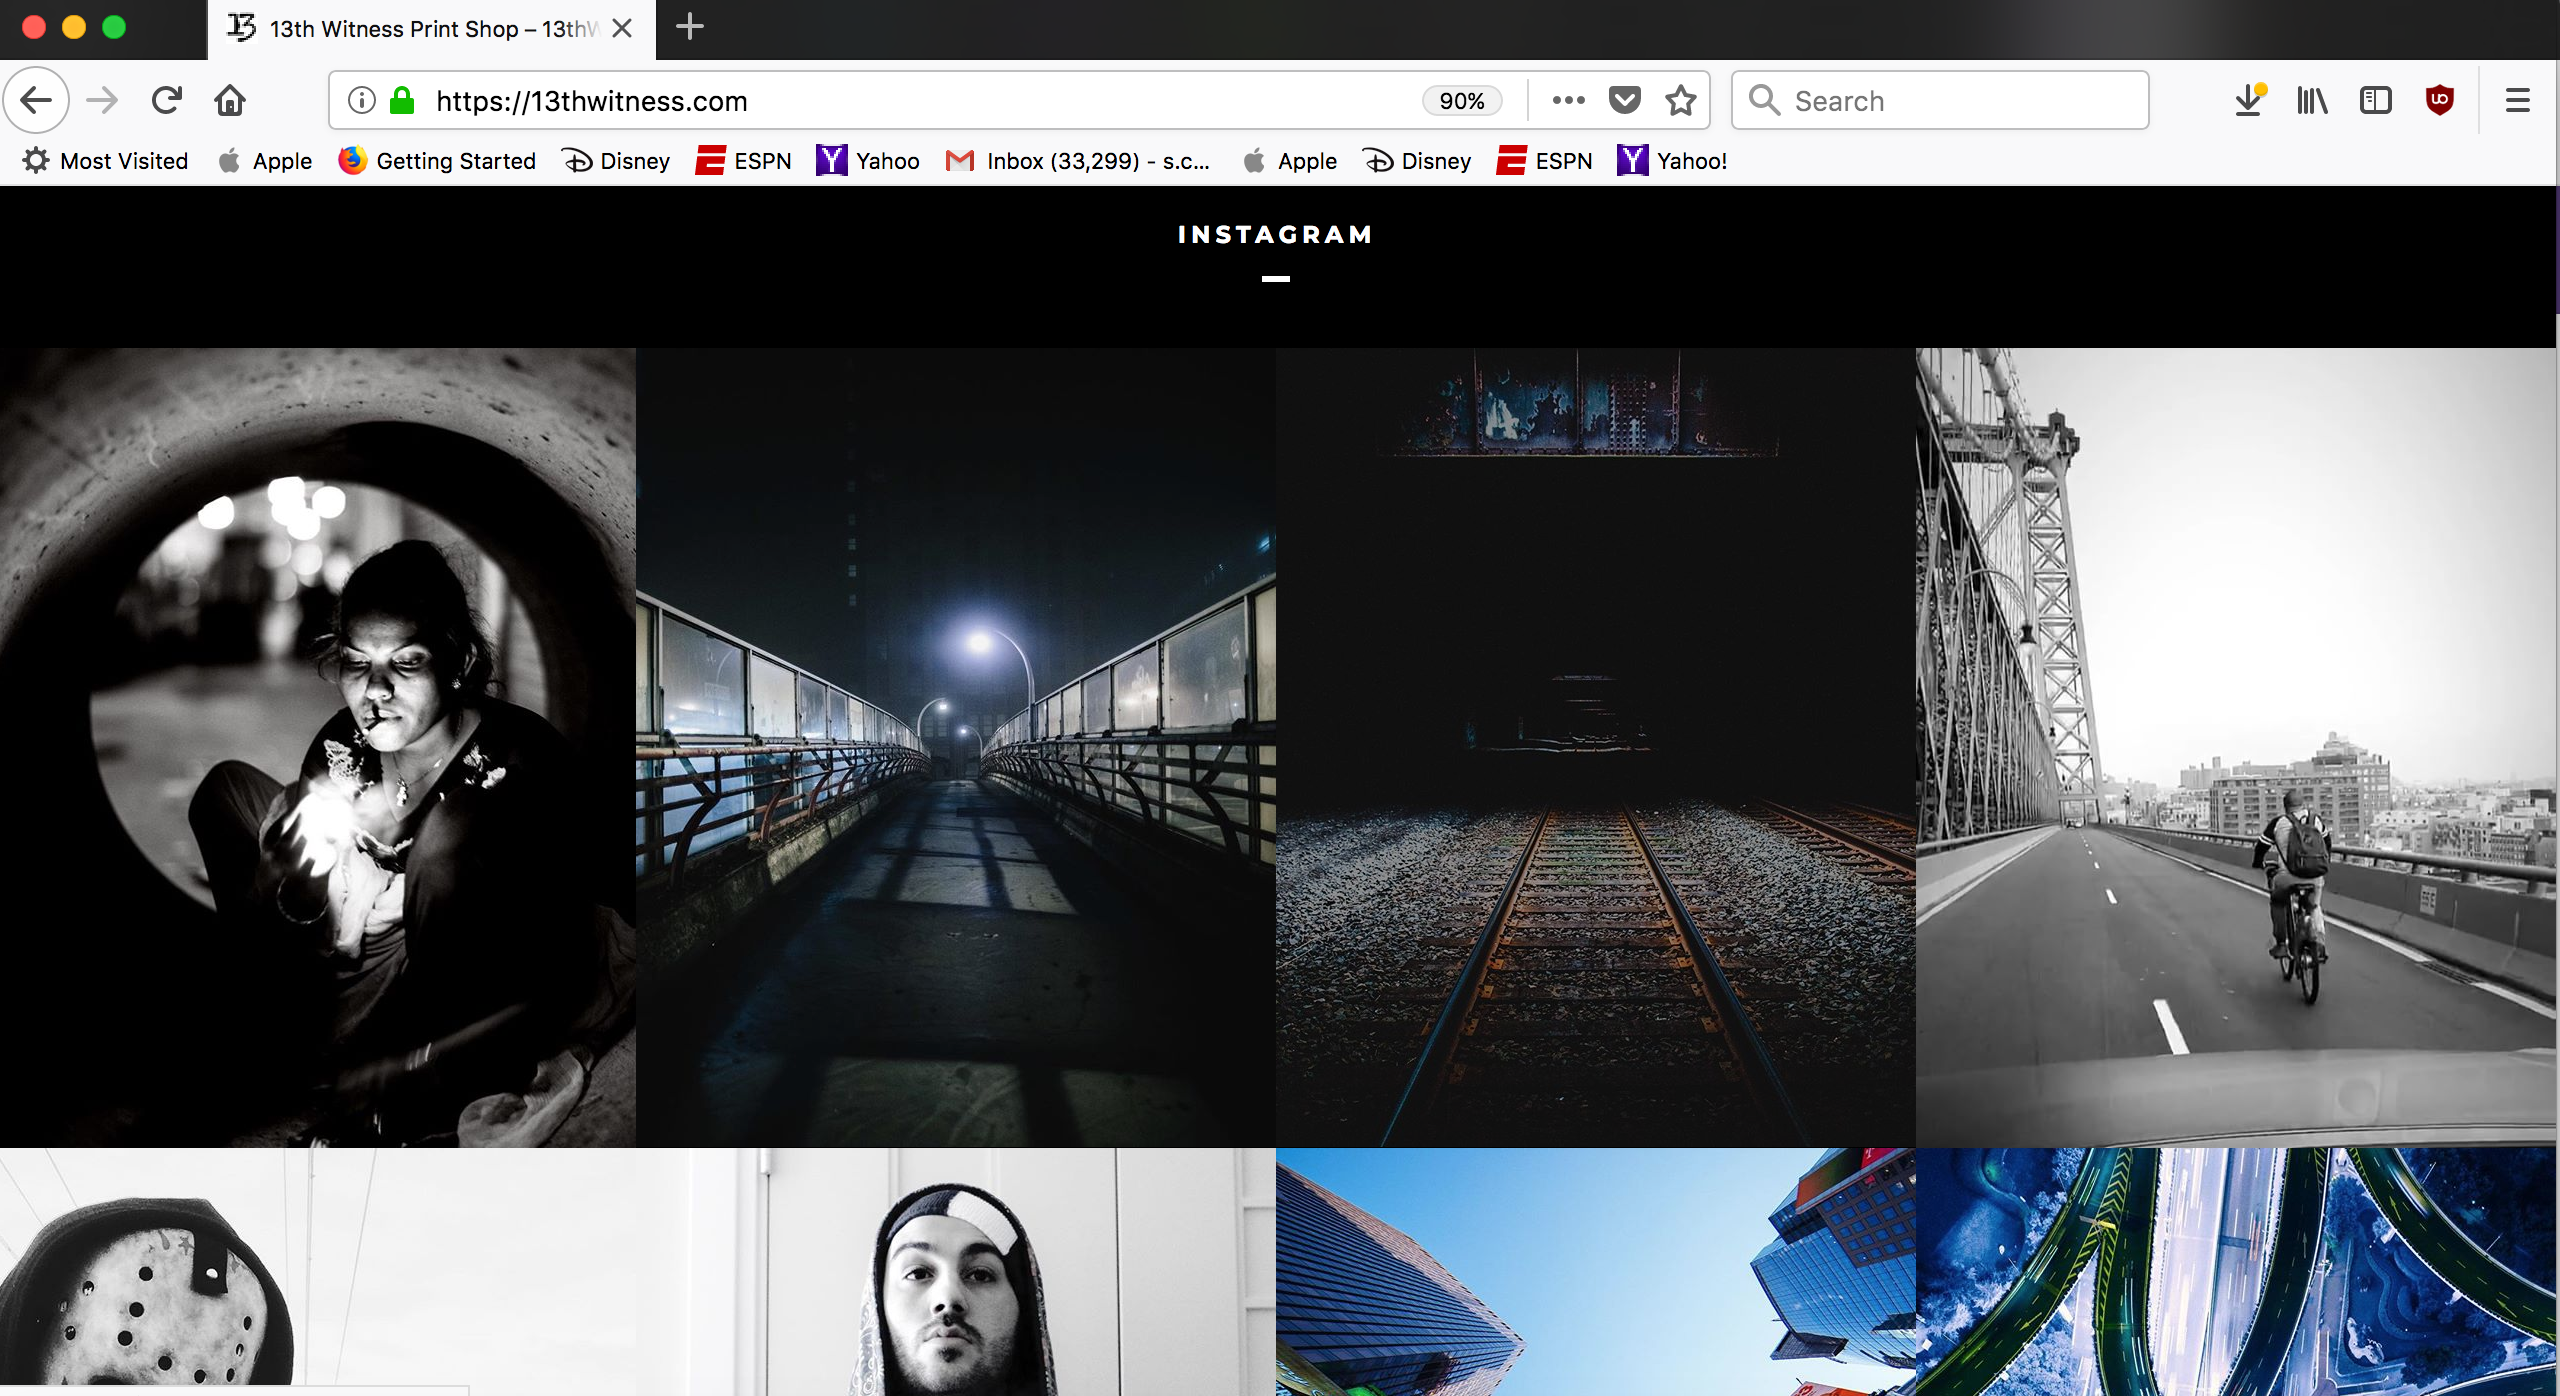 13 13th Witness Print Shop – 13thW
https://13thwitness.com 90% Search
Most Visited Apple Getting Started Disney ESPN Yahoo Inbox (33,299) - s.c... Apple Disney ESPN Yahoo!
INSTAGRAM